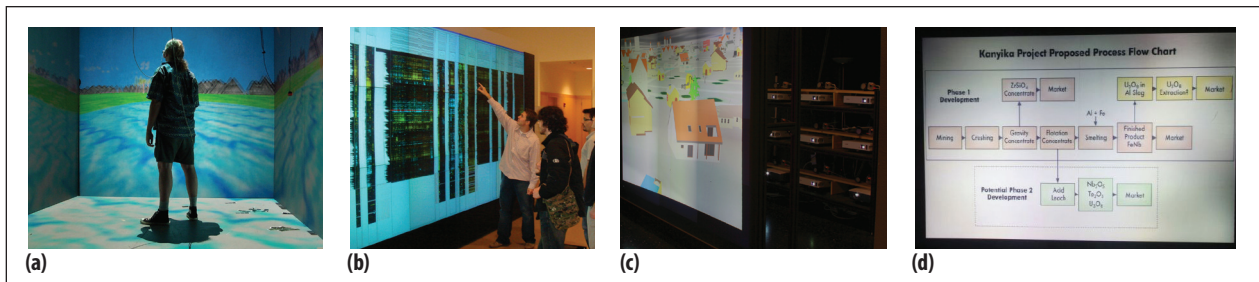 Kanyika Project Proposed Process Flow Chart
Phase 1
Development
ZrSiO₄
Concentrate
Market
U₃O₈ in
Al Slag
U₃O₈
Extraction?
Market
Al + Fe
Mining
Crushing
Gravity
Concentrate
Flotation
Concentrate
Smelting
Finished
Product
FeNb
Market
Potential Phase 2
Development
Acid
Leach
Nb₂O₅
Ta₂O₅
U₃O₈
Market
(a)
(b)
(c)
(d)